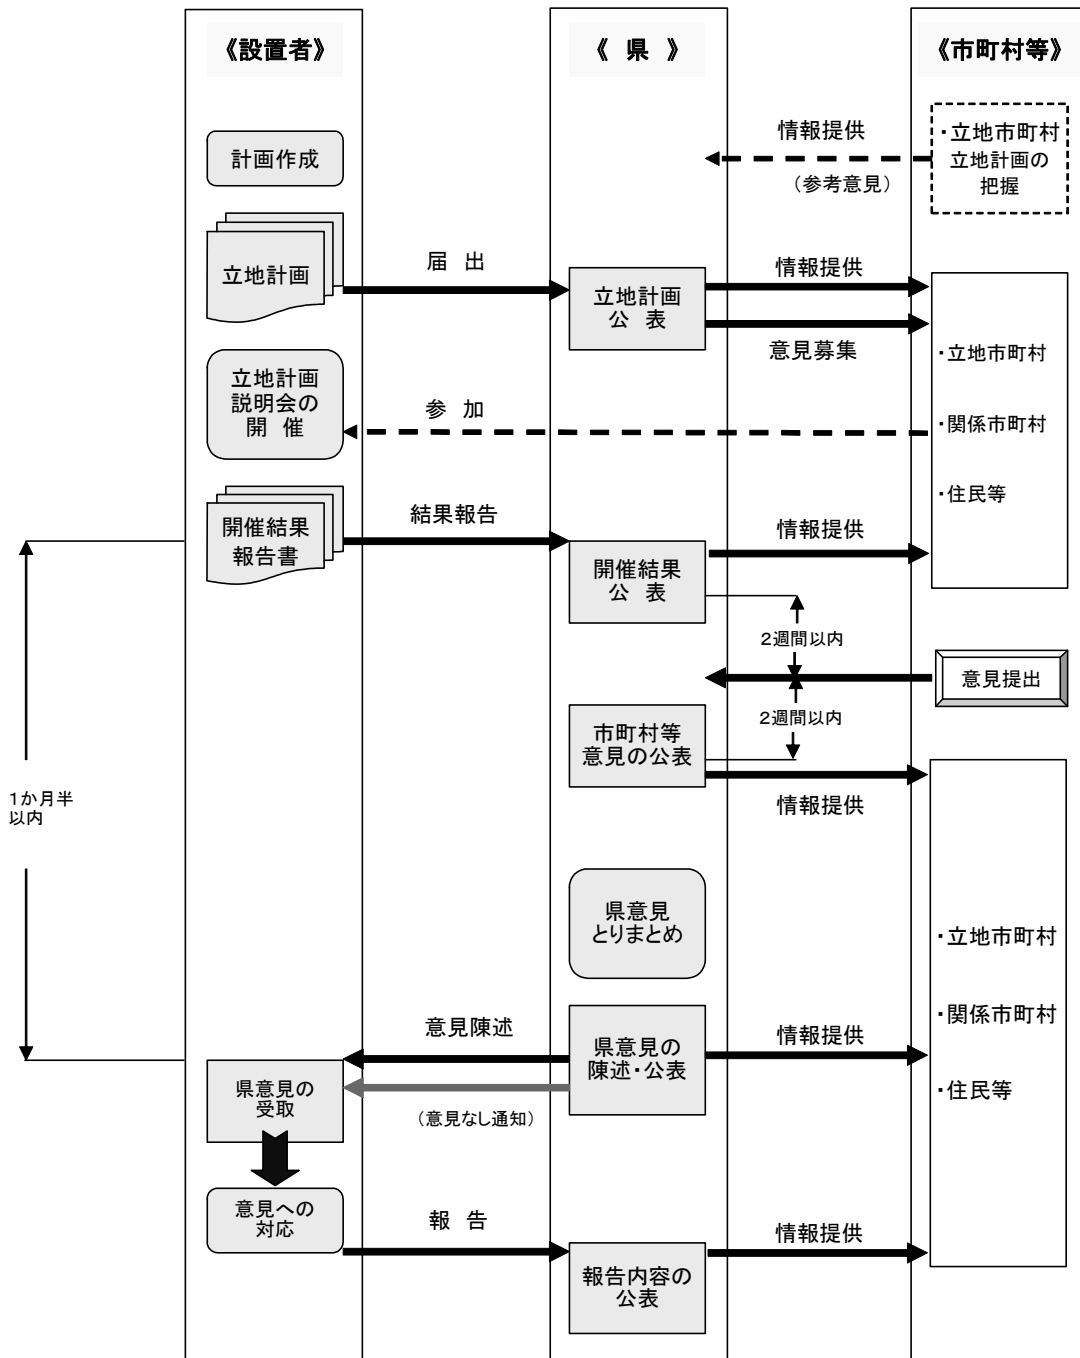 《設置者》
《 県 》
《市町村等》
計画作成
情報提供
(参考意見)
・立地市町村
立地計画の
把握
立地計画
届 出
立地計画
公 表
情報提供
意見募集
・立地市町村
・関係市町村
・住民等
立地計画
説明会の
開 催
参 加
開催結果
報告書
結果報告
開催結果
公 表
情報提供
2週間以内
意見提出
2週間以内
市町村等
意見の公表
情報提供
1か月半
以内
県意見
とりまとめ
・立地市町村
・関係市町村
・住民等
意見陳述
県意見の
陳述・公表
情報提供
(意見なし通知)
県意見の
受取
意見への
対応
報 告
報告内容の
公表
情報提供